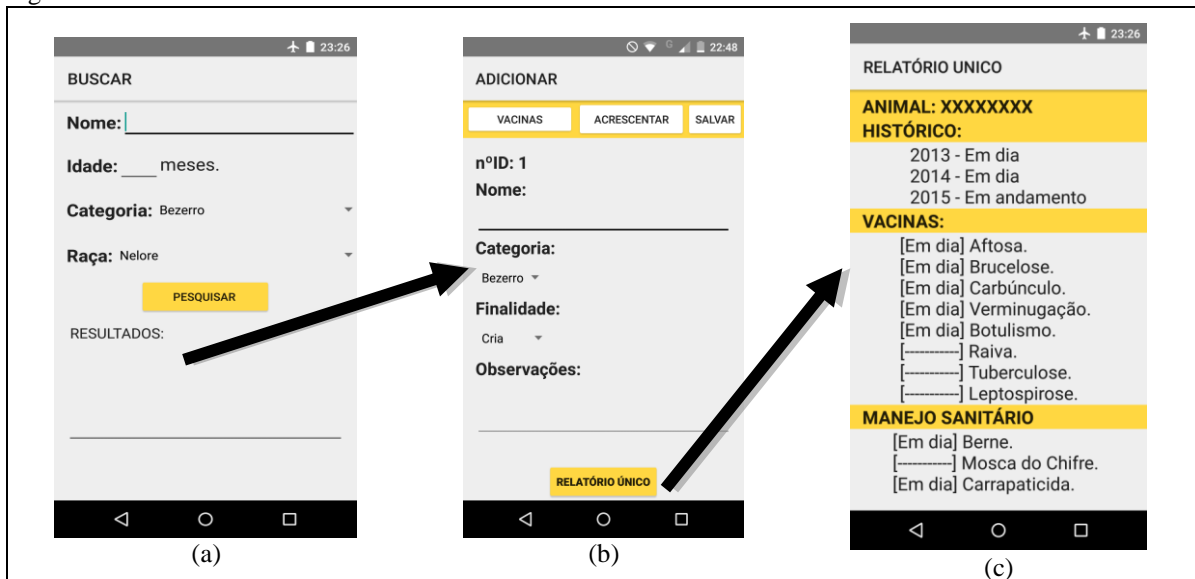 23:26
BUSCAR
Nome:
Idade: ____ meses.
Categoria: Bezerro
Raça: Nelore
PESQUISAR
RESULTADOS:
(a)
G 22:48
ADICIONAR
VACINAS ACRESCENTAR SALVAR
nºID: 1
Nome:
Categoria:
Bezerro
Finalidade:
Cria
Observações:
RELATÓRIO ÚNICO
(b)
23:26
RELATÓRIO UNICO
ANIMAL: XXXXXXXX
HISTÓRICO:
2013 - Em dia
2014 - Em dia
2015 - Em andamento
VACINAS:
[Em dia] Aftosa.
[Em dia] Brucelose.
[Em dia] Carbúnculo.
[Em dia] Verminugação.
[Em dia] Botulismo.
[-----------] Raiva.
[-----------] Tuberculose.
[-----------] Leptospirose.
MANEJO SANITÁRIO
[Em dia] Berne.
[-----------] Mosca do Chifre.
[Em dia] Carrapaticida.
(c)